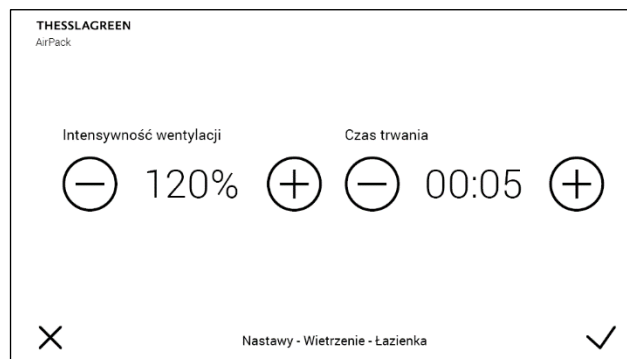 THESSLAGREEN
AirPack
Intensywność wentylacji
Czas trwania
120%
00:05
Nastawy - Wietrzenie - Łazienka